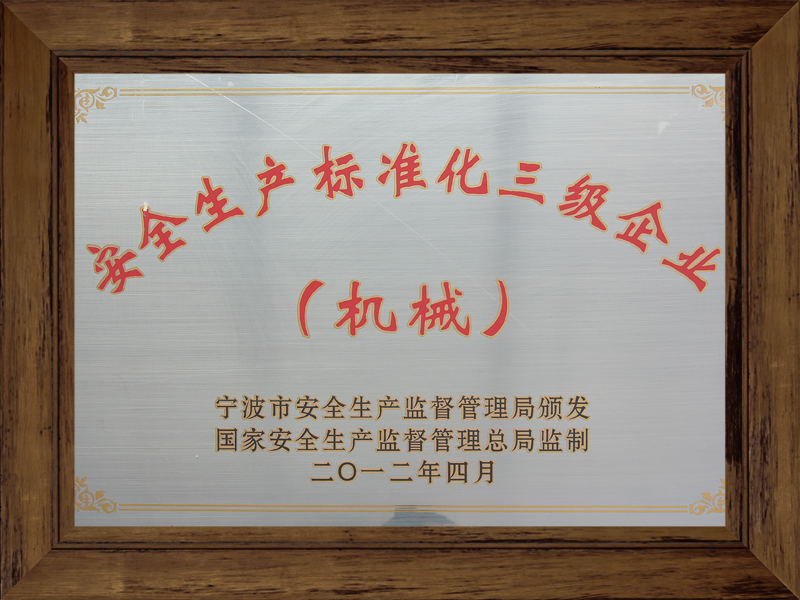 安全生产标准化三级企业
（机械）
宁波市安全生产监督管理局颁发
国家安全生产监督管理总局监制
二〇一二年四月